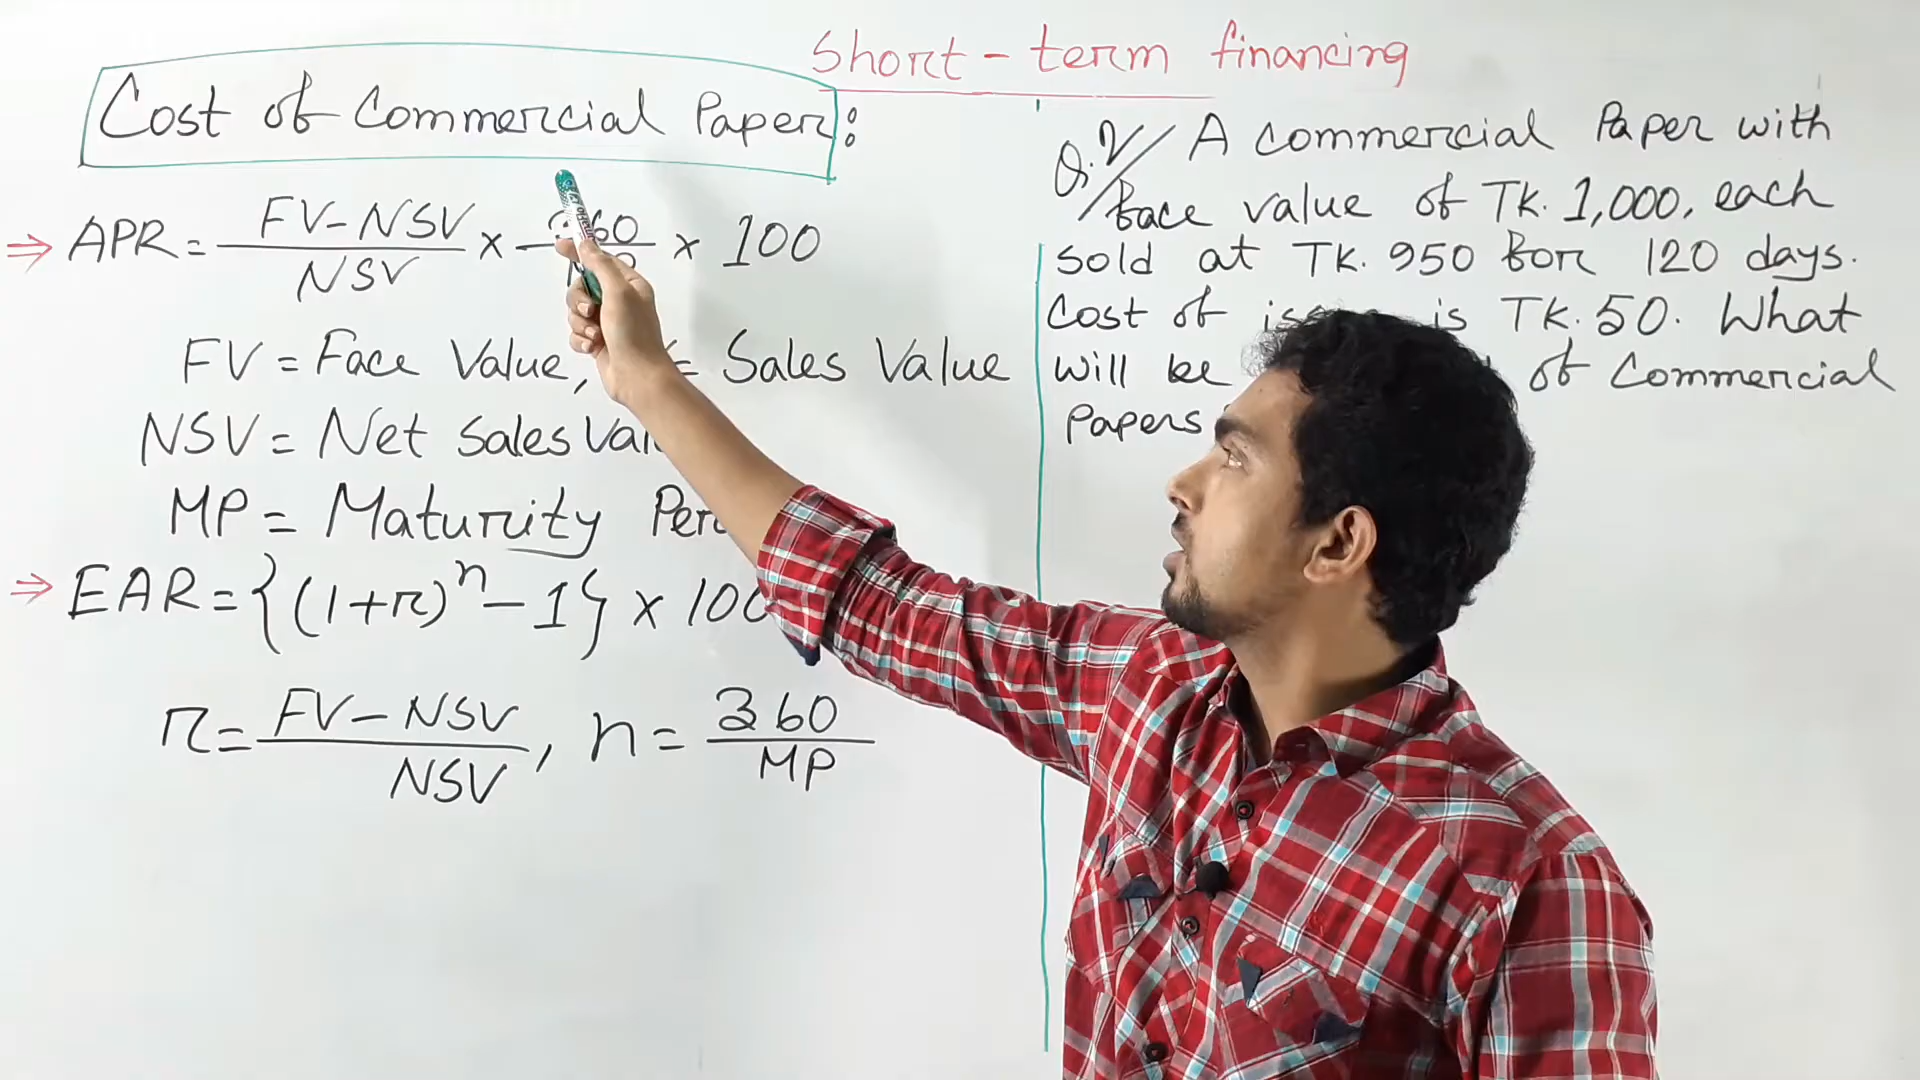 Short-term financing
Cost of Commercial Paper:
⇒ APR = FV-NSV / NSV × 360 / × 100
FV = Face Value, = Sales Value
NSV = Net Sales
MP = Maturity
⇒ EAR = {(1+r)^n - 1} × 100
r = FV-NSV / NSV, n = 360 / MP
Q.V/ A commercial Paper with
face value of TK. 1,000, each
sold at TK. 950 for 120 days.
Cost of is TK. 50. What
will be of Commercial
Papers